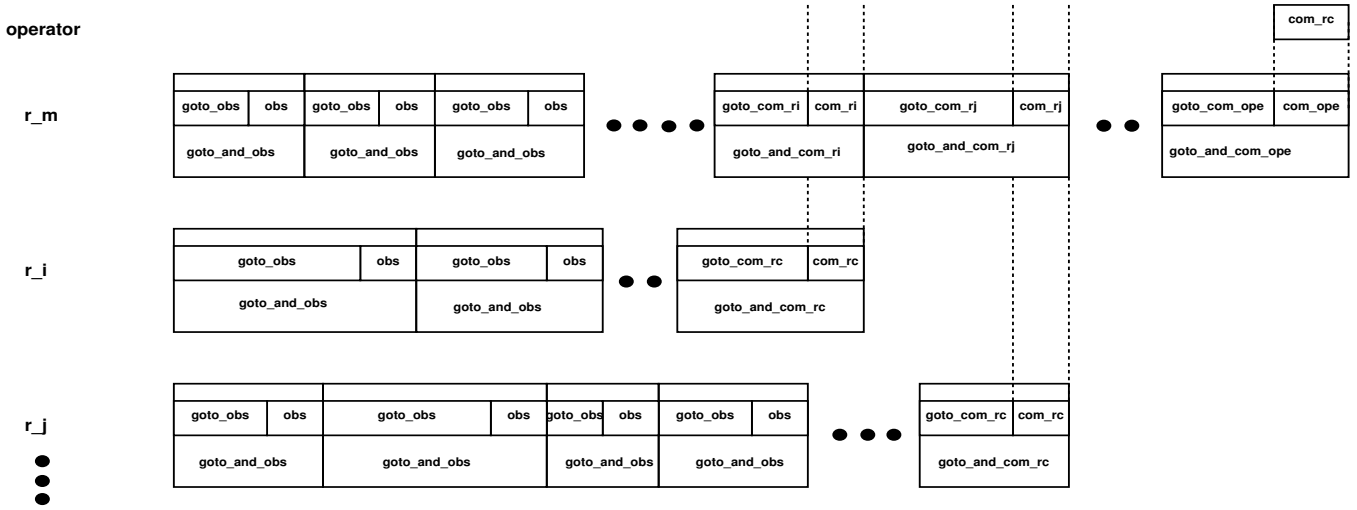 com_rc
operator
r_m
goto_obs obs goto_obs obs goto_obs obs goto_com_ri com_ri goto_com_rj com_rj goto_com_ope com_ope
goto_and_obs goto_and_obs goto_and_obs goto_and_com_ri goto_and_com_rj goto_and_com_ope
r_i
goto_obs obs goto_obs obs goto_com_rc com_rc
goto_and_obs goto_and_obs goto_and_com_rc
r_j
goto_obs obs goto_obs obs goto_obs obs goto_obs obs goto_com_rc com_rc
goto_and_obs goto_and_obs goto_and_obs goto_and_obs goto_and_com_rc